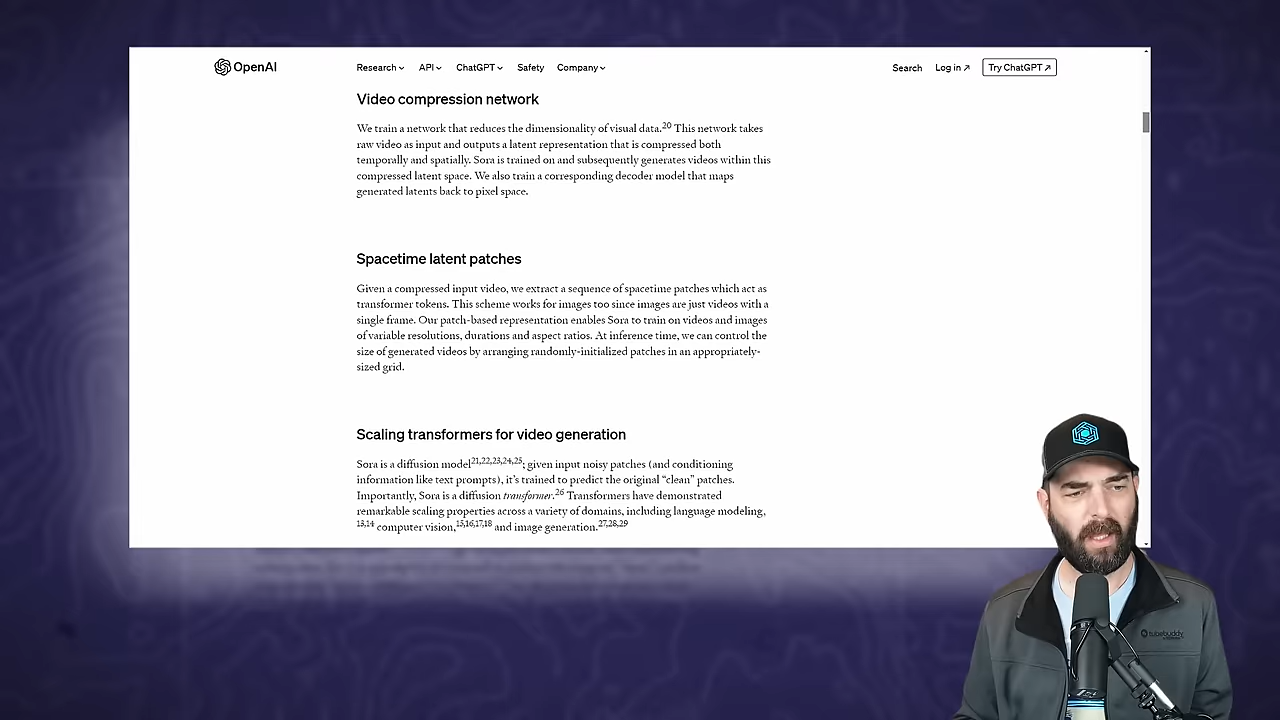 OpenAI
Research API ChatGPT Safety Company Search Log in ↗ Try ChatGPT ↗
Video compression network
We train a network that reduces the dimensionality of visual data.20 This network takes
raw video as input and outputs a latent representation that is compressed both
temporally and spatially. Sora is trained on and subsequently generates videos within this
compressed latent space. We also train a corresponding decoder model that maps
generated latents back to pixel space.
Spacetime latent patches
Given a compressed input video, we extract a sequence of spacetime patches which act as
transformer tokens. This scheme works for images too since images are just videos with a
single frame. Our patch-based representation enables Sora to train on videos and images
of variable resolutions, durations and aspect ratios. At inference time, we can control the
size of generated videos by arranging randomly-initialized patches in an appropriately-
sized grid.
Scaling transformers for video generation
Sora is a diffusion model21,22,23,24,25; given input noisy patches (and conditioning
information like text prompts), it's trained to predict the original “clean” patches.
Importantly, Sora is a diffusion transformer.26 Transformers have demonstrated
remarkable scaling properties across a variety of domains, including language modeling,
13,14 computer vision,15,16,17,18 and image generation.27,28,29
tubebuddy